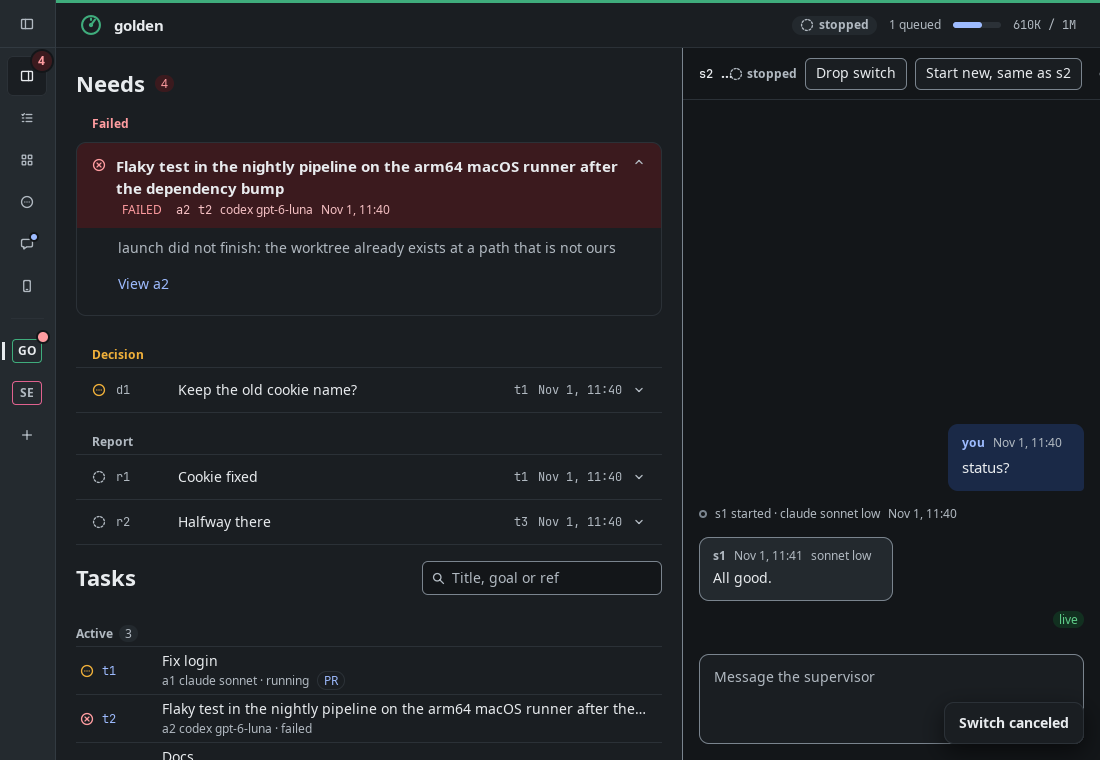 golden
stopped
1 queued
610K / 1M
4
GO
SE
Needs 4
Failed
Flaky test in the nightly pipeline on the arm64 macOS runner after
the dependency bump
FAILED a2 t2 codex gpt-6-luna Nov 1, 11:40
launch did not finish: the worktree already exists at a path that is not ours
View a2
Decision
d1 Keep the old cookie name? t1 Nov 1, 11:40
Report
r1 Cookie fixed t1 Nov 1, 11:40
r2 Halfway there t3 Nov 1, 11:40
Tasks
Title, goal or ref
Active 3
t1 Fix login
a1 claude sonnet · running PR
t2 Flaky test in the nightly pipeline on the arm64 macOS runner after the…
a2 codex gpt-6-luna · failed
Docs
s2 … stopped
Drop switch
Start new, same as s2
you Nov 1, 11:40
status?
s1 started · claude sonnet low Nov 1, 11:40
s1 Nov 1, 11:41 sonnet low
All good.
live
Message the supervisor
Switch canceled